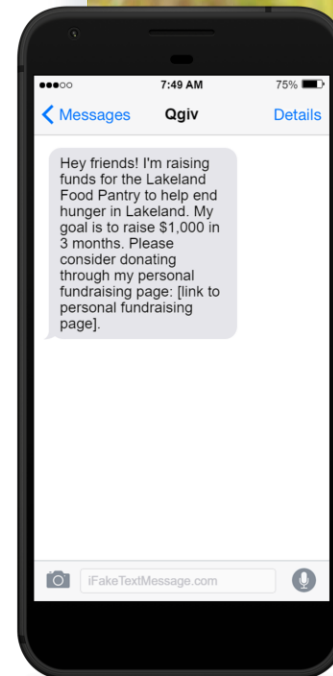 7:49 AM
75%
Messages
Qgiv
Details
Hey friends! I'm raising
funds for the Lakeland
Food Pantry to help end
hunger in Lakeland. My
goal is to raise $1,000 in
3 months. Please
consider donating
through my personal
fundraising page: [link to
personal fundraising
page].
iFakeTextMessage.com